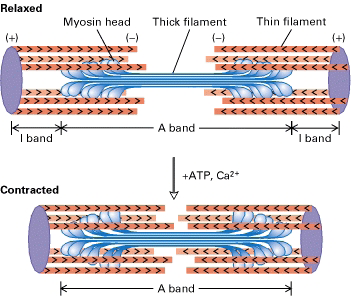 Relaxed
Myosin head Thick filament Thin filament
(+) (−) (−) (+)
I band A band I band
+ATP, Ca2+
Contracted
A band